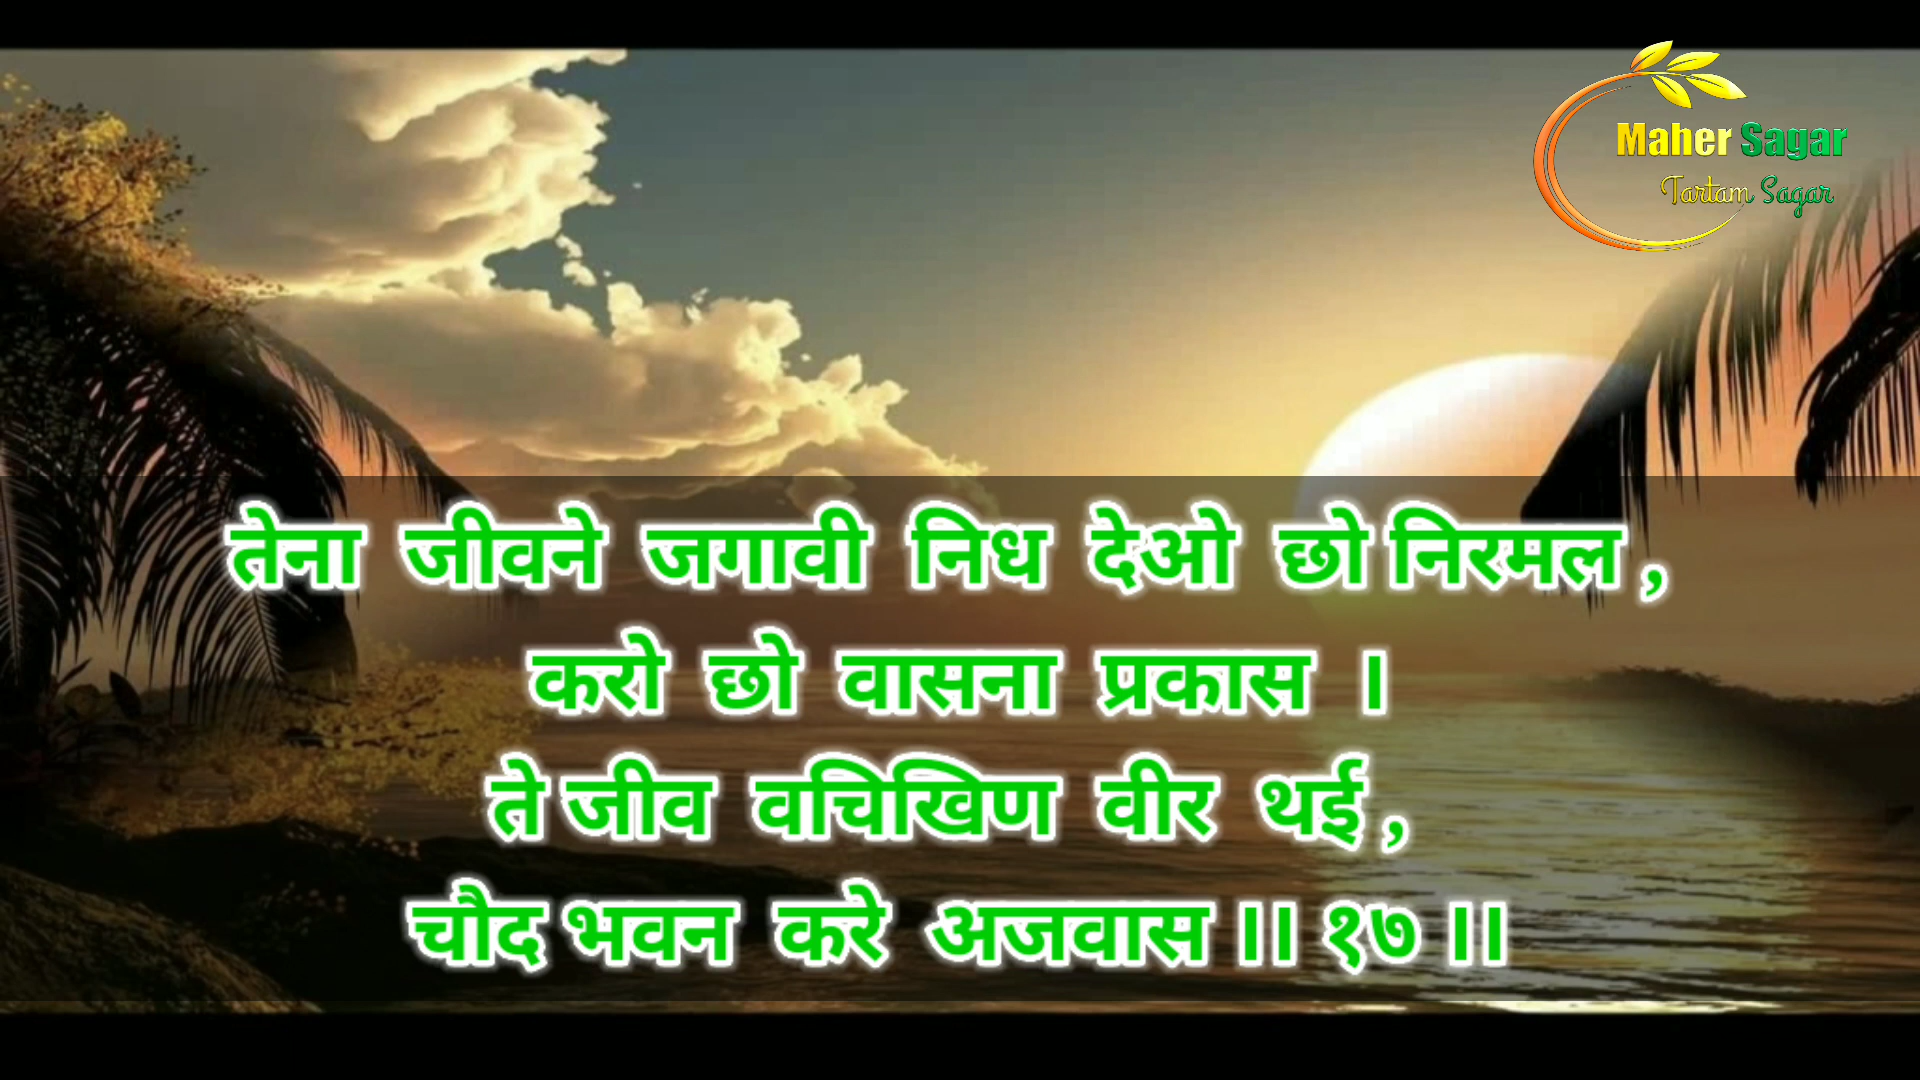 Maher Sagar
Tartam Sagar
तेना जीवने जगावी निध देओ छो निरमल ,
करो छो वासना प्रकास ।
ते जीव वचिखिण वीर थई ,
चौद भवन करे अजवास ।। १७ ।।